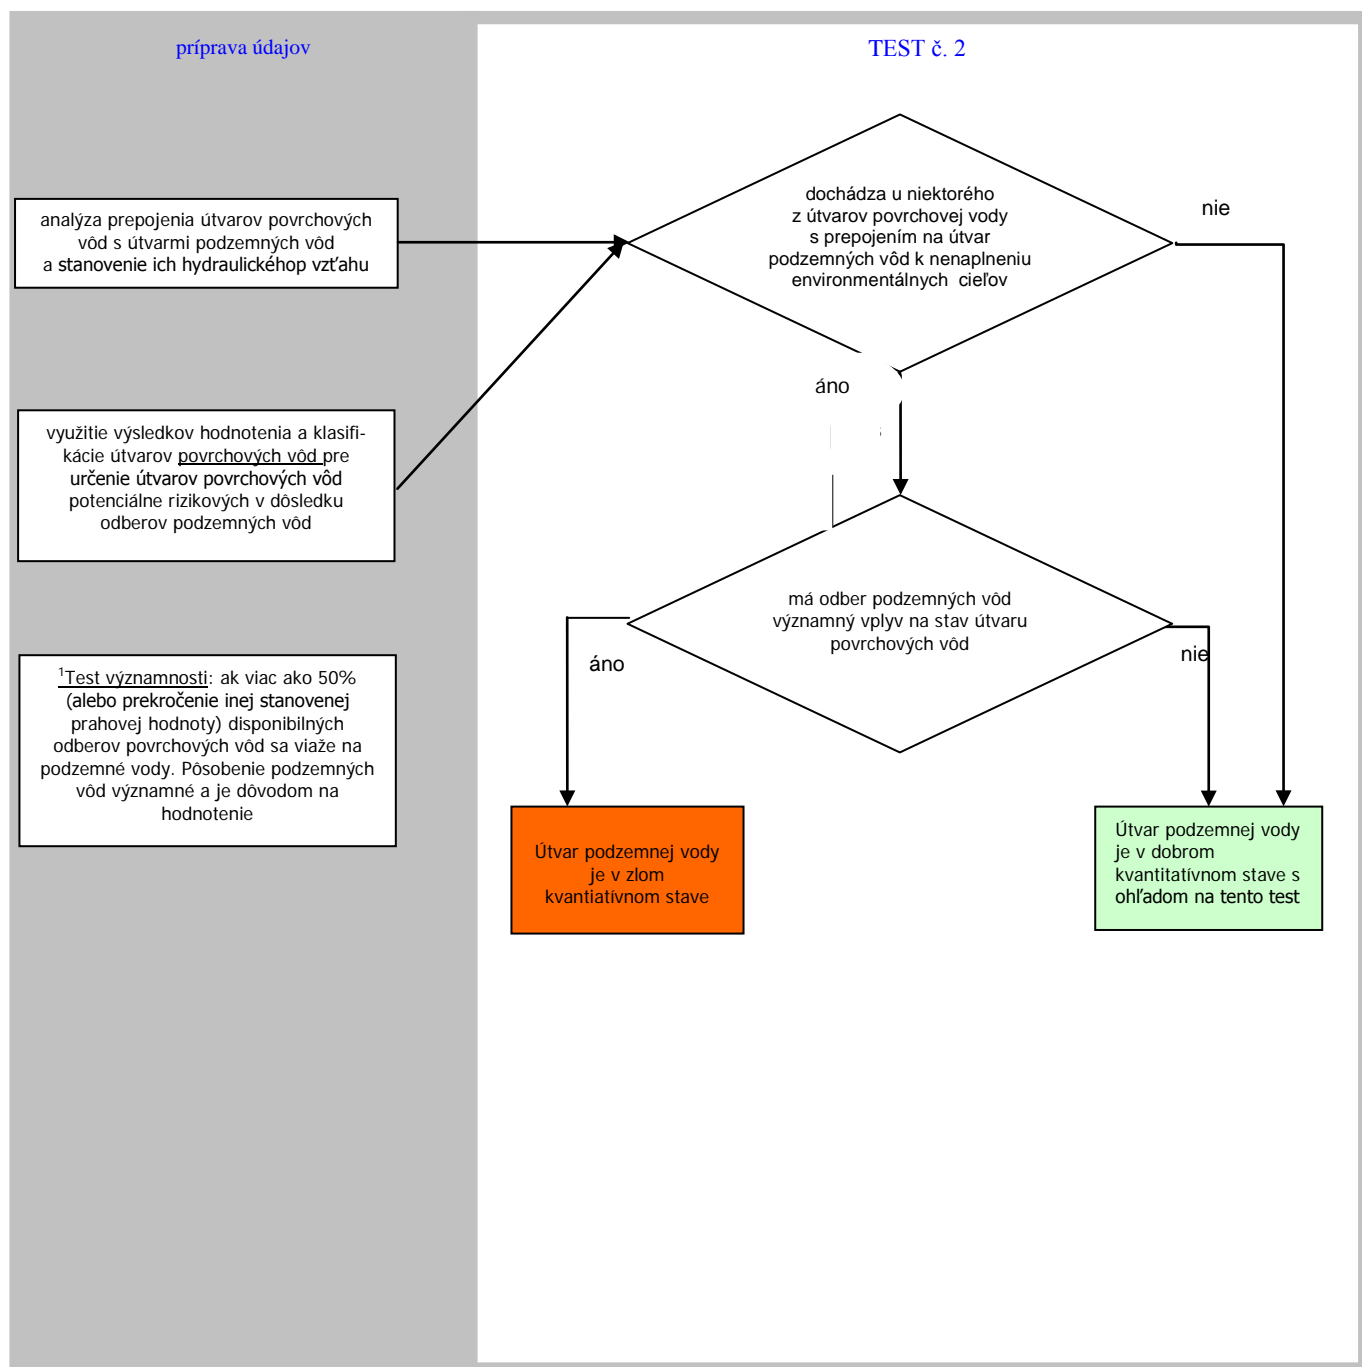 príprava údajov
TEST č. 2
analýza prepojenia útvarov povrchových
vôd s útvarmi podzemných vôd
a stanovenie ich hydraulickéhop vzťahu
dochádza u niektorého
z útvarov povrchovej vody
s prepojením na útvar
podzemných vôd k nenaplneniu
environmentálnych cieľov
nie
áno
využitie výsledkov hodnotenia a klasifi-
kácie útvarov povrchových vôd pre
určenie útvarov povrchových vôd
potenciálne rizikových v dôsledku
odberov podzemných vôd
má odber podzemných vôd
významný vplyv na stav útvaru
povrchových vôd
áno
nie
¹Test významnosti: ak viac ako 50%
(alebo prekročenie inej stanovenej
prahovej hodnoty) disponibilných
odberov povrchových vôd sa viaže na
podzemné vody. Pôsobenie podzemných
vôd významné a je dôvodom na
hodnotenie
Útvar podzemnej vody
je v zlom
kvantiatívnom stave
Útvar podzemnej vody
je v dobrom
kvantitatívnom stave s
ohľadom na tento test